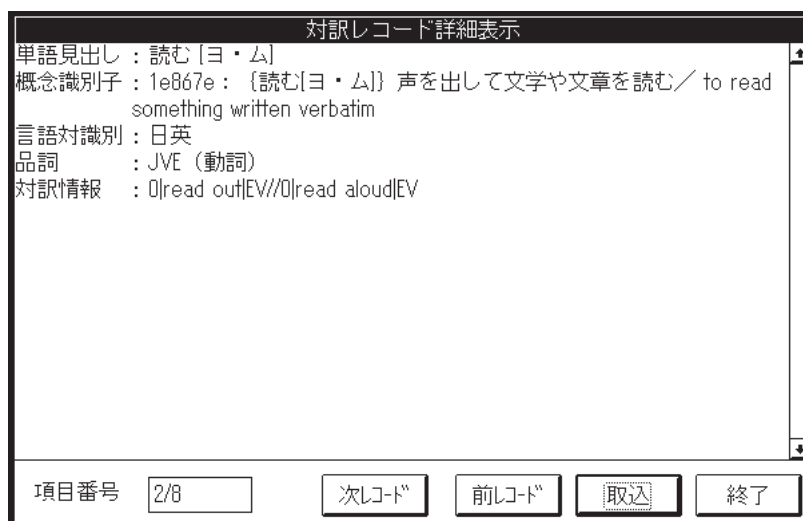 対訳レコード詳細表示
単語見出し：読む [ヨ・ム]
概念識別子：1e867e： {読む[ヨ・ム]} 声を出して文学や文章を読む／ to read
something written verbatim
言語対識別：日英
品詞　　　：JVE（動詞）
対訳情報　：0|read out|EV//0|read aloud|EV
項目番号 2/8 次レコード 前レコード 取込 終了